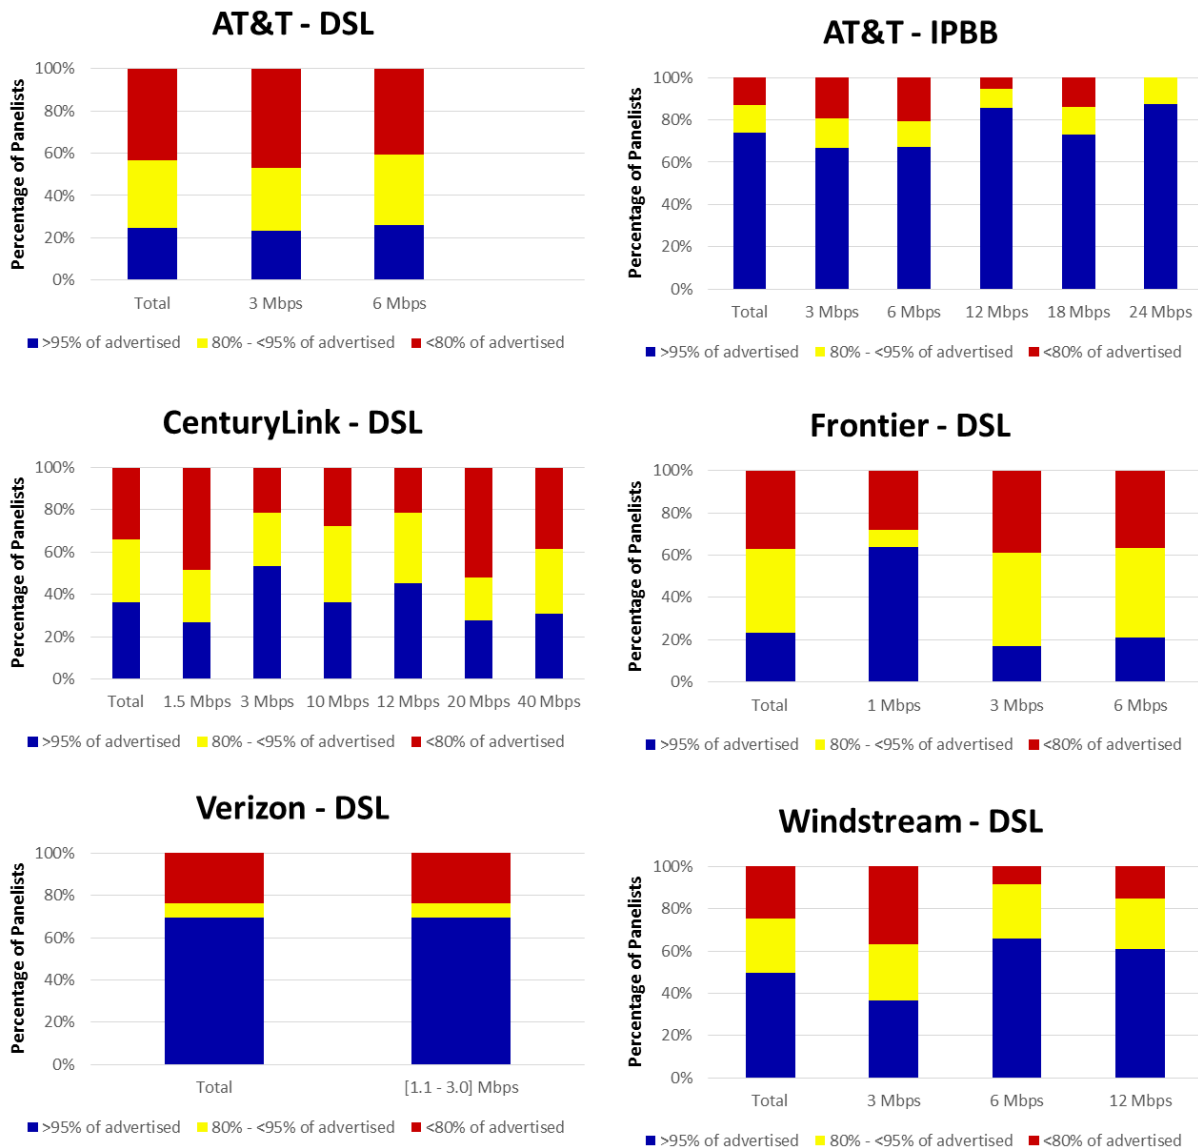 AT&T - DSL
Percentage of Panelists
100%
80%
60%
40%
20%
0%
Total 3 Mbps 6 Mbps
>95% of advertised 80% - <95% of advertised <80% of advertised
AT&T - IPBB
Percentage of Panelists
100%
80%
60%
40%
20%
0%
Total 3 Mbps 6 Mbps 12 Mbps 18 Mbps 24 Mbps
>95% of advertised 80% - <95% of advertised <80% of advertised
CenturyLink - DSL
Percentage of Panelists
100%
80%
60%
40%
20%
0%
Total 1.5 Mbps 3 Mbps 10 Mbps 12 Mbps 20 Mbps 40 Mbps
>95% of advertised 80% - <95% of advertised <80% of advertised
Frontier - DSL
Percentage of Panelists
100%
80%
60%
40%
20%
0%
Total 1 Mbps 3 Mbps 6 Mbps
>95% of advertised 80% - <95% of advertised <80% of advertised
Verizon - DSL
Percentage of Panelists
100%
80%
60%
40%
20%
0%
Total [1.1 - 3.0] Mbps
>95% of advertised 80% - <95% of advertised <80% of advertised
Windstream - DSL
Percentage of Panelists
100%
80%
60%
40%
20%
0%
Total 3 Mbps 6 Mbps 12 Mbps
>95% of advertised 80% - <95% of advertised <80% of advertised